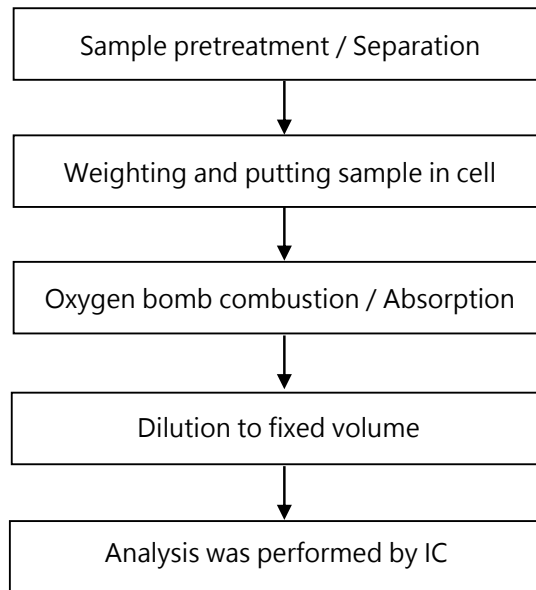 Sample pretreatment / Separation
Weighting and putting sample in cell
Oxygen bomb combustion / Absorption
Dilution to fixed volume
Analysis was performed by IC